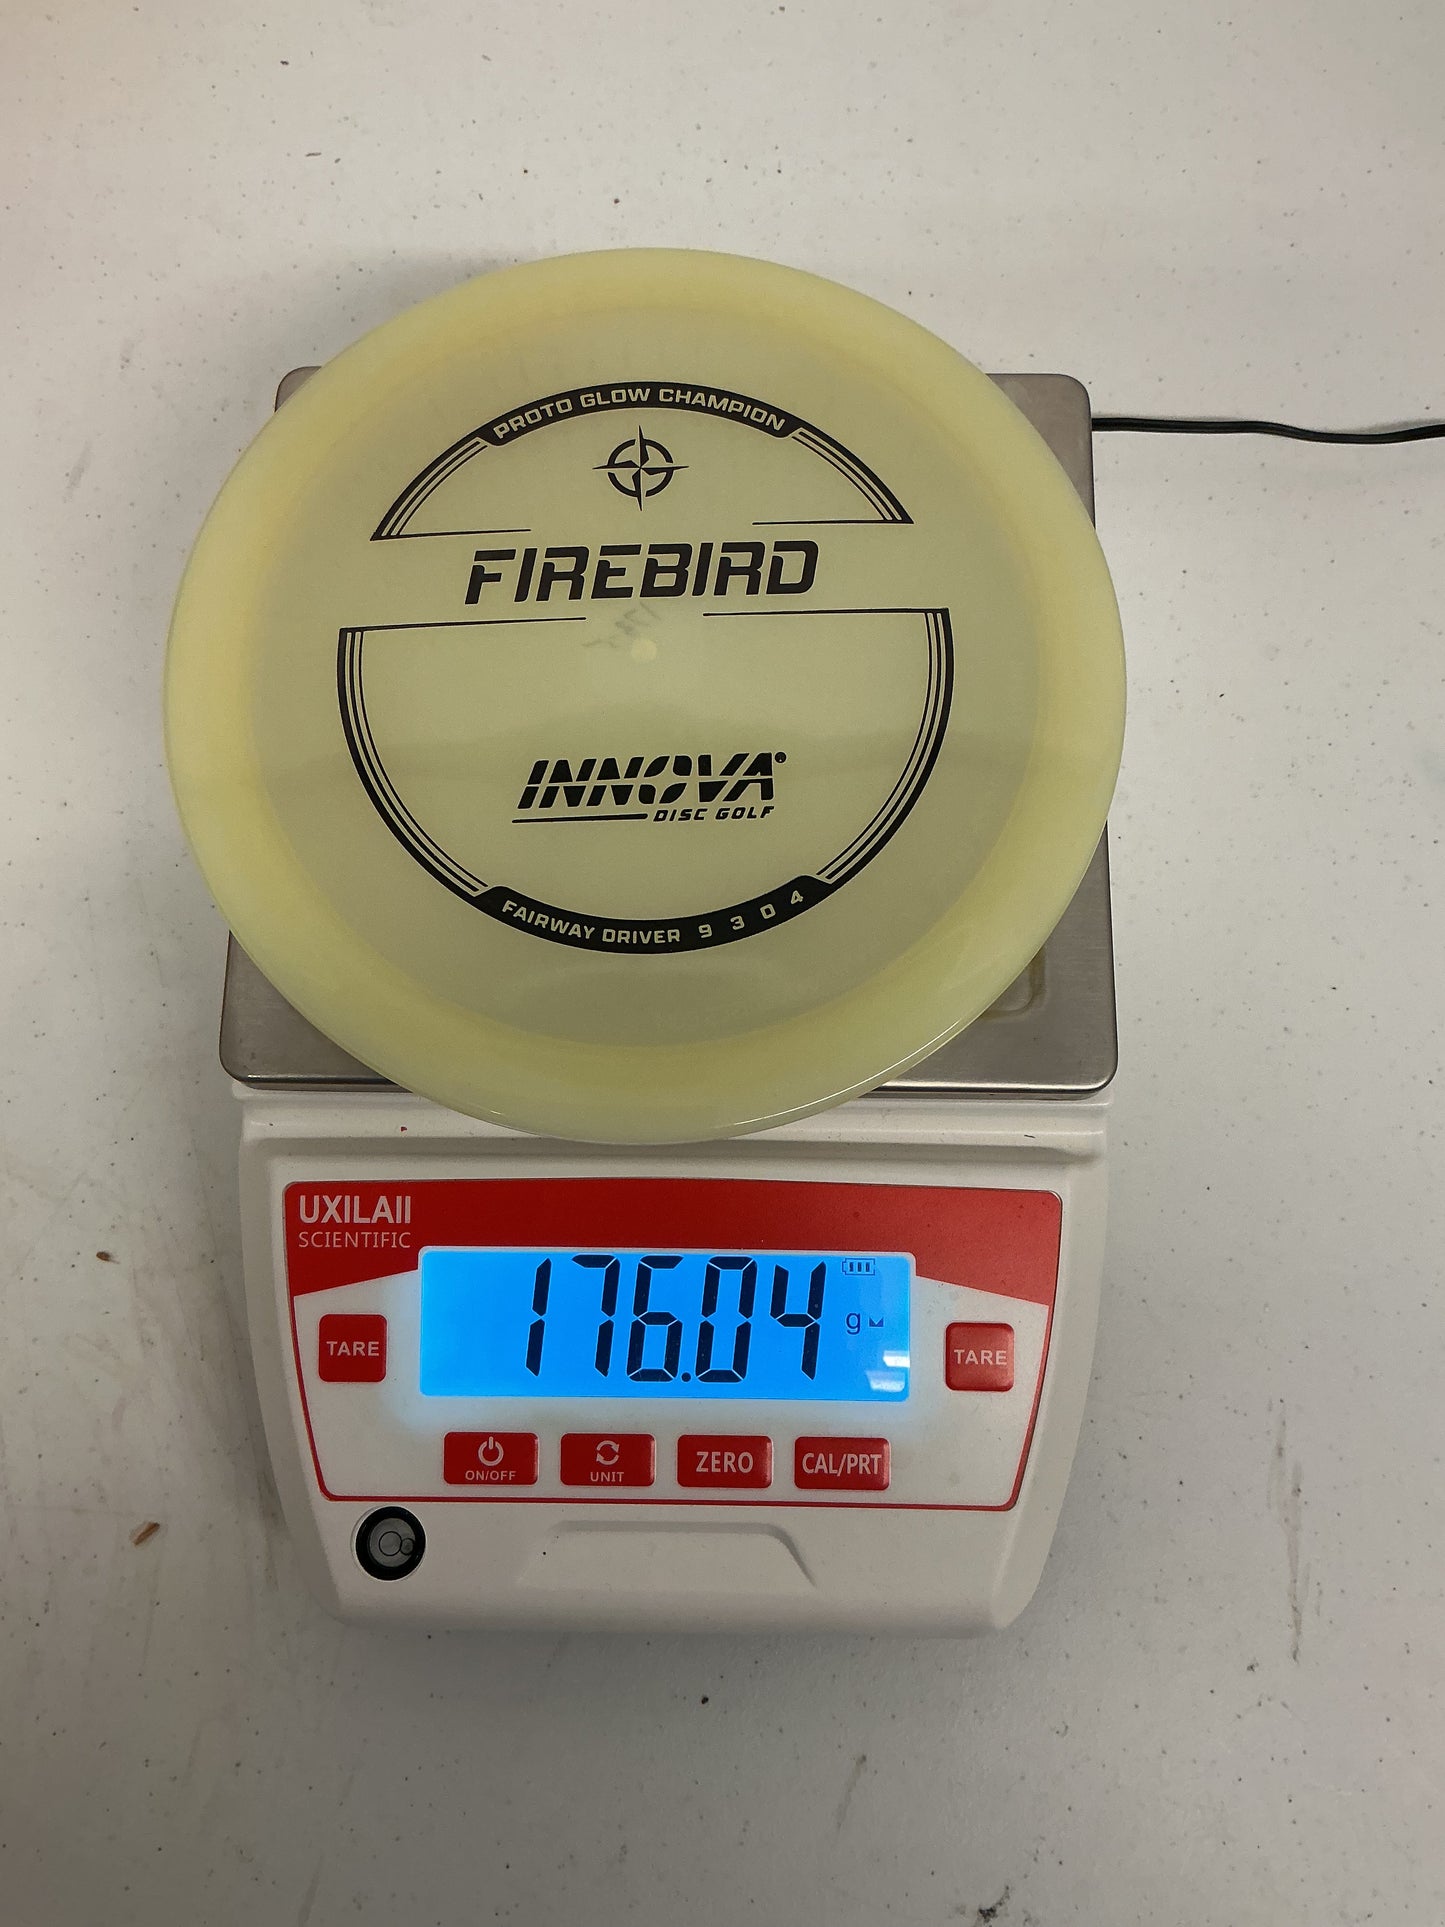 PROTO GLOW CHAMPION
FIREBIRD
INNOVA
DISC GOLF
FAIRWAY DRIVER 9 3 0 4
UXILAII
SCIENTIFIC
176.04
g
TARE
TARE
ON/OFF
UNIT
ZERO
CAL/PRT